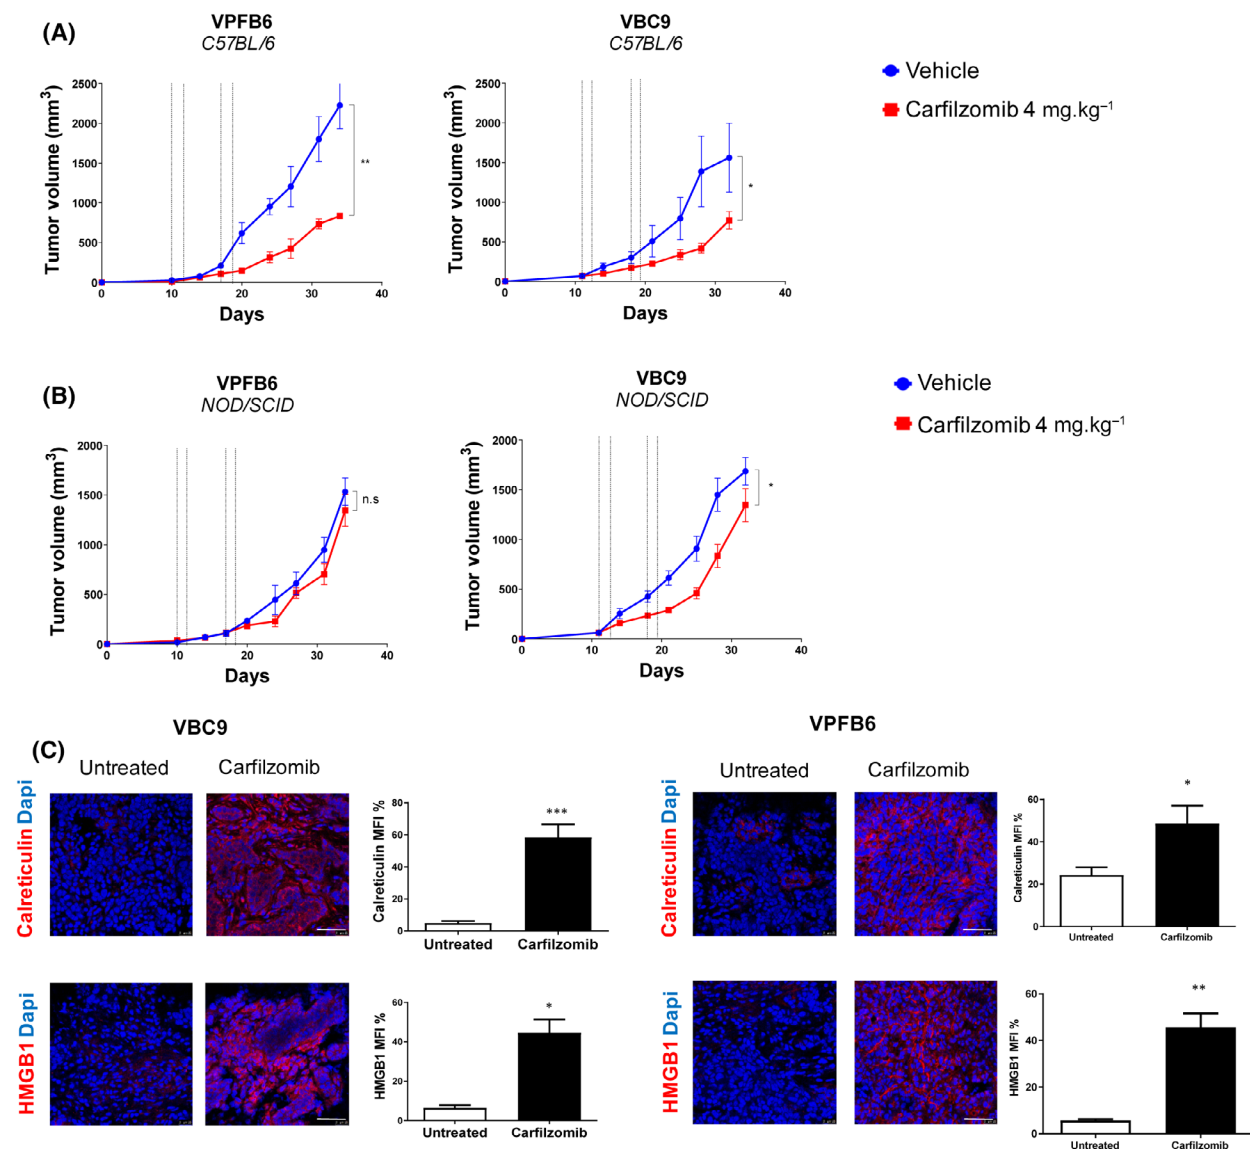 (A)
VPFB6
C57BL/6
Tumor volume (mm³)
2500
2000
1500
1000
500
0
0 10 20 30 40
Days
**
VBC9
C57BL/6
Tumor volume (mm³)
2500
2000
1500
1000
500
0
0 10 20 30 40
Days
*
Vehicle
Carfilzomib 4 mg.kg⁻¹
(B)
VPFB6
NOD/SCID
Tumor volume (mm³)
2000
1500
1000
500
0
0 10 20 30 40
Days
n.s
VBC9
NOD/SCID
Tumor volume (mm³)
2000
1500
1000
500
0
0 10 20 30 40
Days
*
Vehicle
Carfilzomib 4 mg.kg⁻¹
(C)
VBC9
Untreated Carfilzomib
Calreticulin Dapi
Calreticulin MFI %
80
60
40
20
0
***
Untreated Carfilzomib
HMGB1 Dapi
HMGB1 MFI %
60
40
20
0
*
Untreated Carfilzomib
VPFB6
Untreated Carfilzomib
Calreticulin Dapi
Calreticulin MFI %
60
40
20
0
*
Untreated Carfilzomib
HMGB1 Dapi
HMGB1 MFI %
60
40
20
0
**
Untreated Carfilzomib